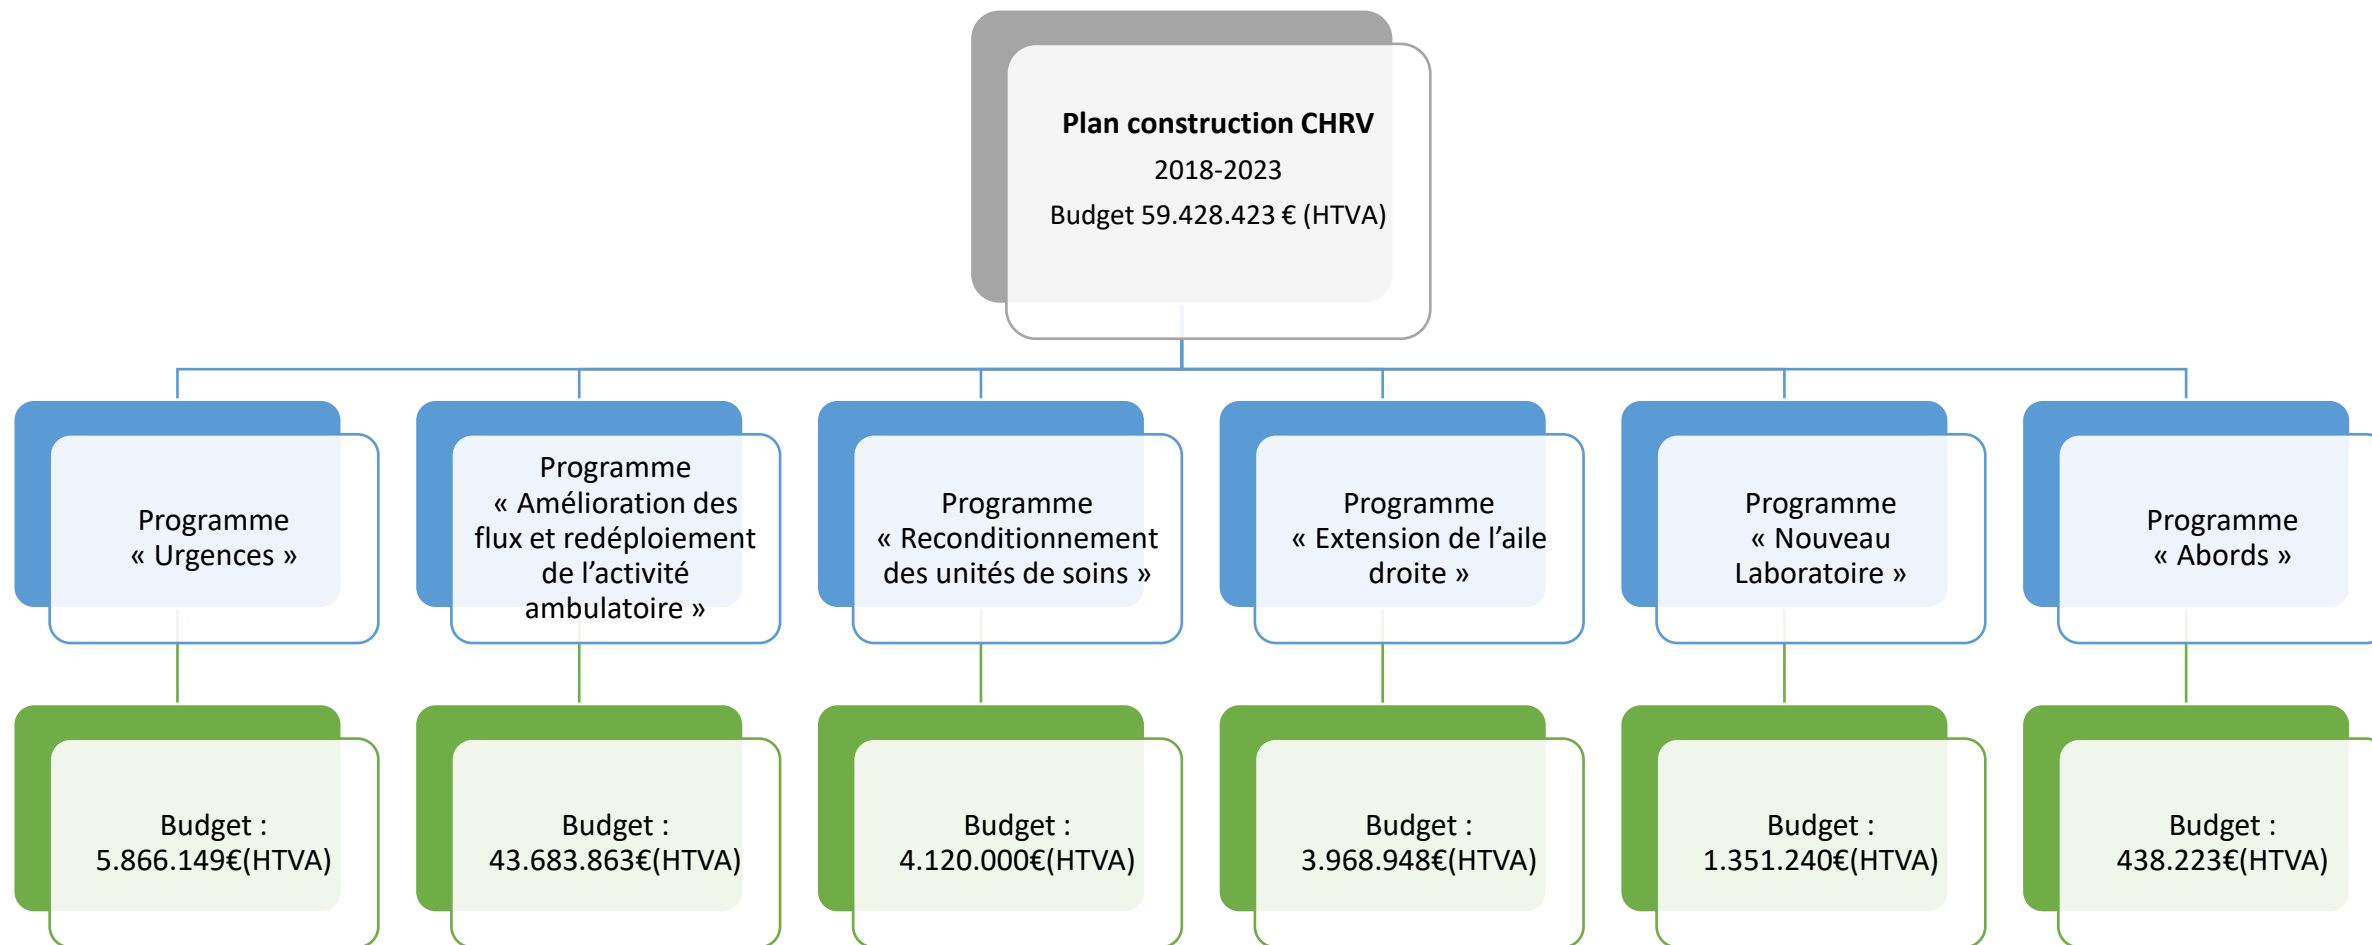 Plan construction CHRV
2018-2023
Budget 59.428.423 € (HTVA)
Programme
« Urgences »
Programme
« Amélioration des
flux et redéploiement
de l’activité
ambulatoire »
Programme
« Reconditionnement
des unités de soins »
Programme
« Extension de l’aile
droite »
Programme
« Nouveau
Laboratoire »
Programme
« Abords »
Budget :
5.866.149€(HTVA)
Budget :
43.683.863€(HTVA)
Budget :
4.120.000€(HTVA)
Budget :
3.968.948€(HTVA)
Budget :
1.351.240€(HTVA)
Budget :
438.223€(HTVA)